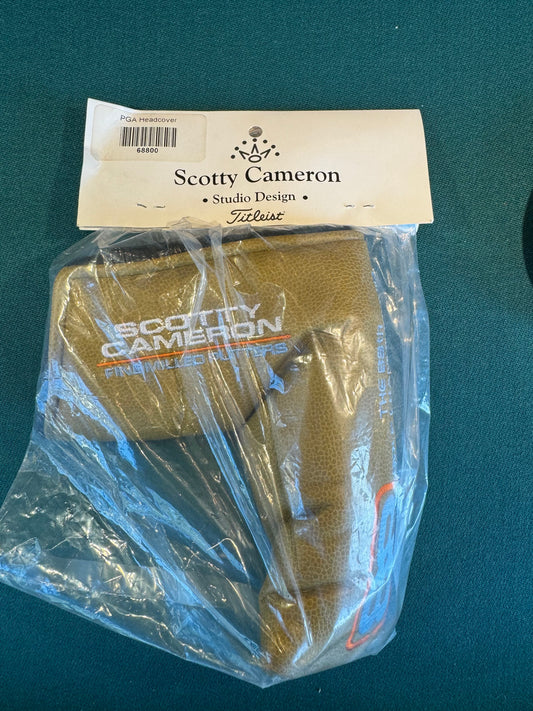 PGA Headcover
68800
Scotty Cameron
• Studio Design •
Titleist
SCOTTY
CAMERON
FINE MILLED PUTTERS